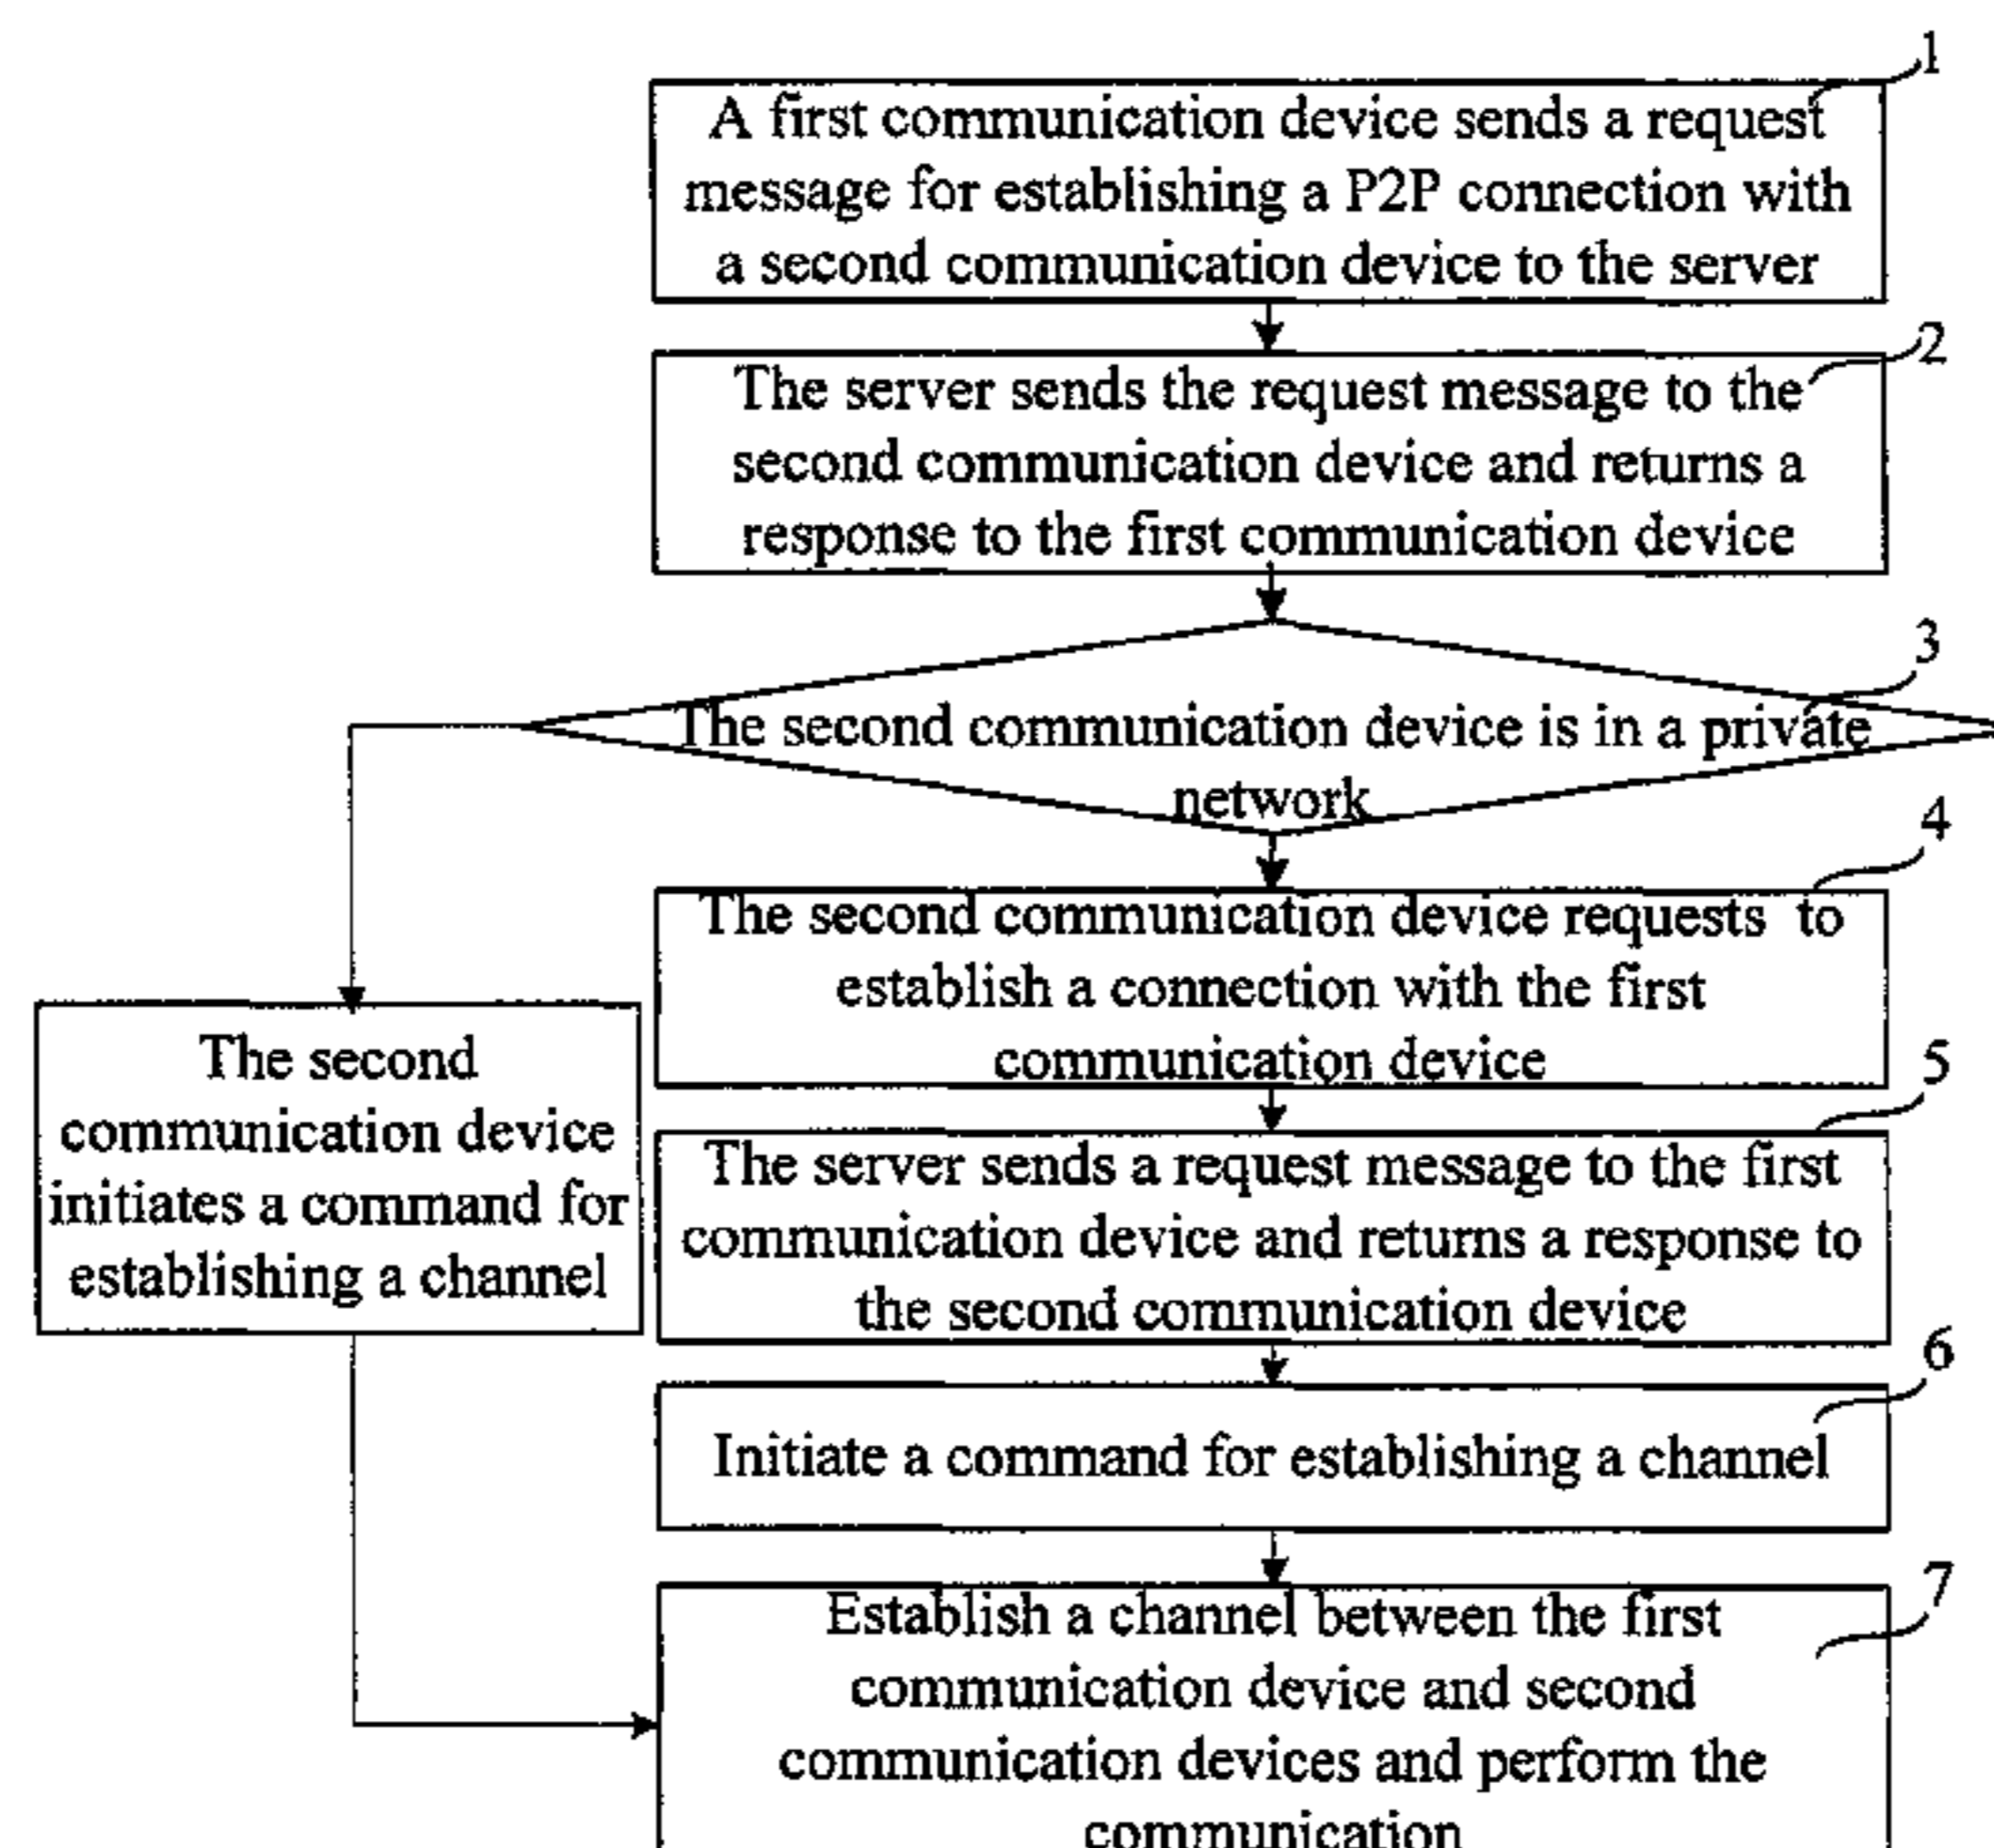 1
A first communication device sends a request
message for establishing a P2P connection with
a second communication device to the server
2
The server sends the request message to the
second communication device and returns a
response to the first communication device
3
The second communication device is in a private
network
4
The second communication device requests to
establish a connection with the first
communication device
The second
communication device
initiates a command for
establishing a channel
5
The server sends a request message to the first
communication device and returns a response to
the second communication device
6
Initiate a command for establishing a channel
7
Establish a channel between the first
communication device and second
communication devices and perform the
communication